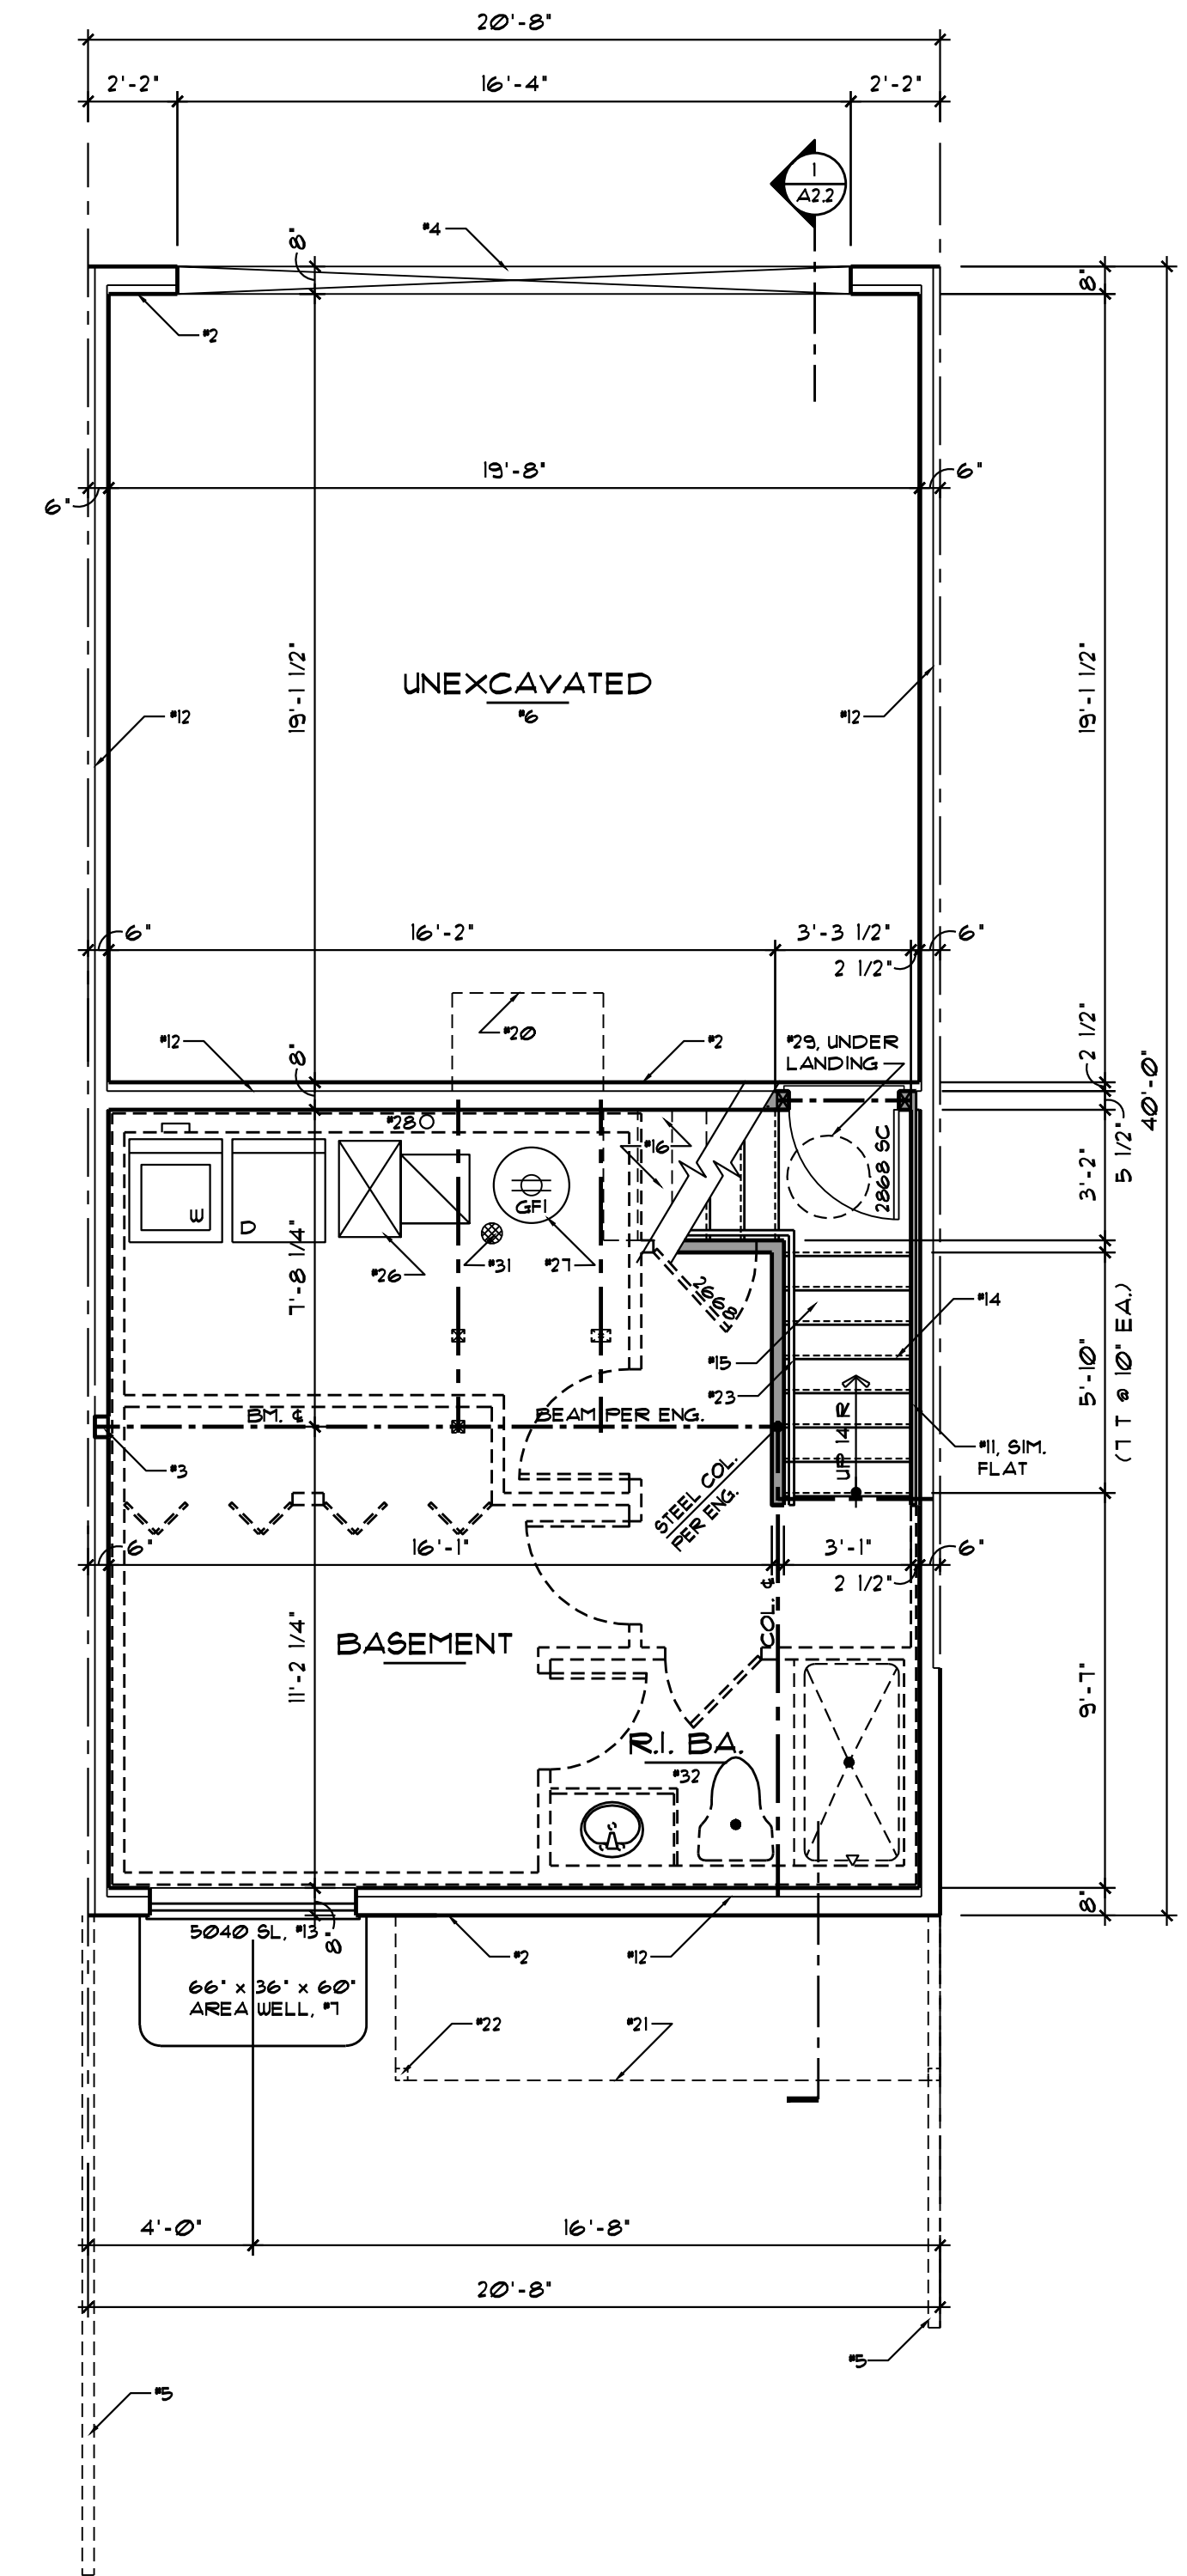 20'-8"
2'-2" 16'-4" 2'-2"
1
A2.2
#4
8"
8"
#2
19'-8"
6"
6"
19'-1 1/2"
19'-1 1/2"
UNEXCAVATED
#6
#12
#12
6"
16'-2"
3'-3 1/2"
6"
2 1/2"
#20
#12
#2
8"
#29, UNDER
LANDING
2 1/2"
40'-0"
5 1/2"
3'-2"
#28
#16
2868 SC
W
D
GFI
7'-8 1/4"
#26
#31
#27
2668
#14
#15
#23
5'-10"
(7 T @ 10" EA.)
BM. ℄
BEAM PER ENG.
UP 14 R
#11, SIM.
FLAT
#3
STEEL COL.
PER ENG.
6"
16'-1"
3'-1"
6"
2 1/2"
COL. ℄
BASEMENT
11'-2 1/4"
9'-7"
R.I. BA.
#32
8"
5040 SL, #13
8"
#2
#12
66" x 36" x 60"
AREA WELL, #7
#22
#21
4'-0"
16'-8"
20'-8"
#5
#5